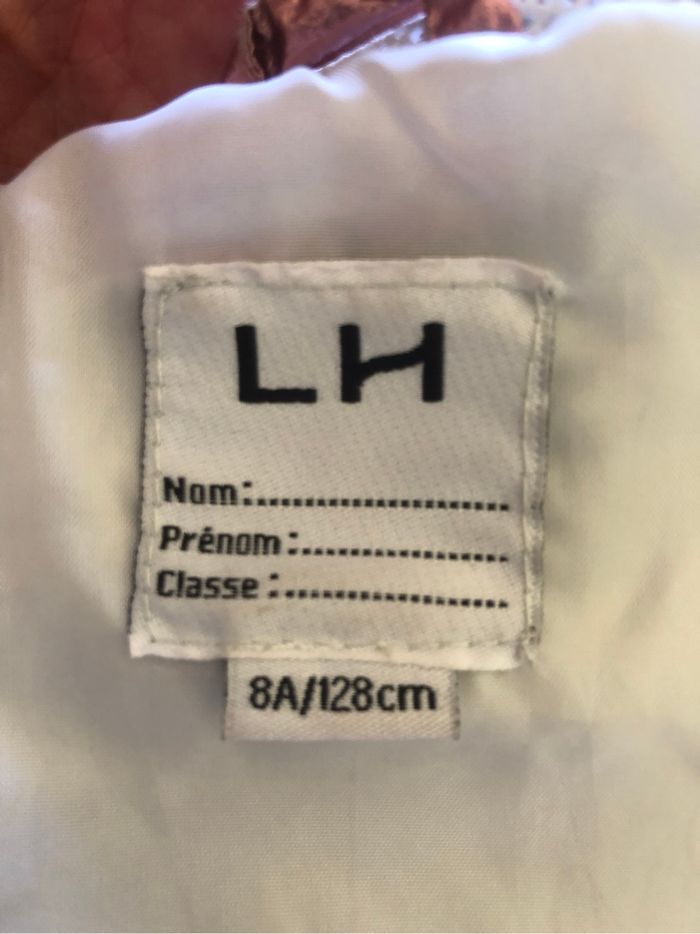 LH
Nom:.............................
Prénom:.......................
Classe:.........................
8A/128cm